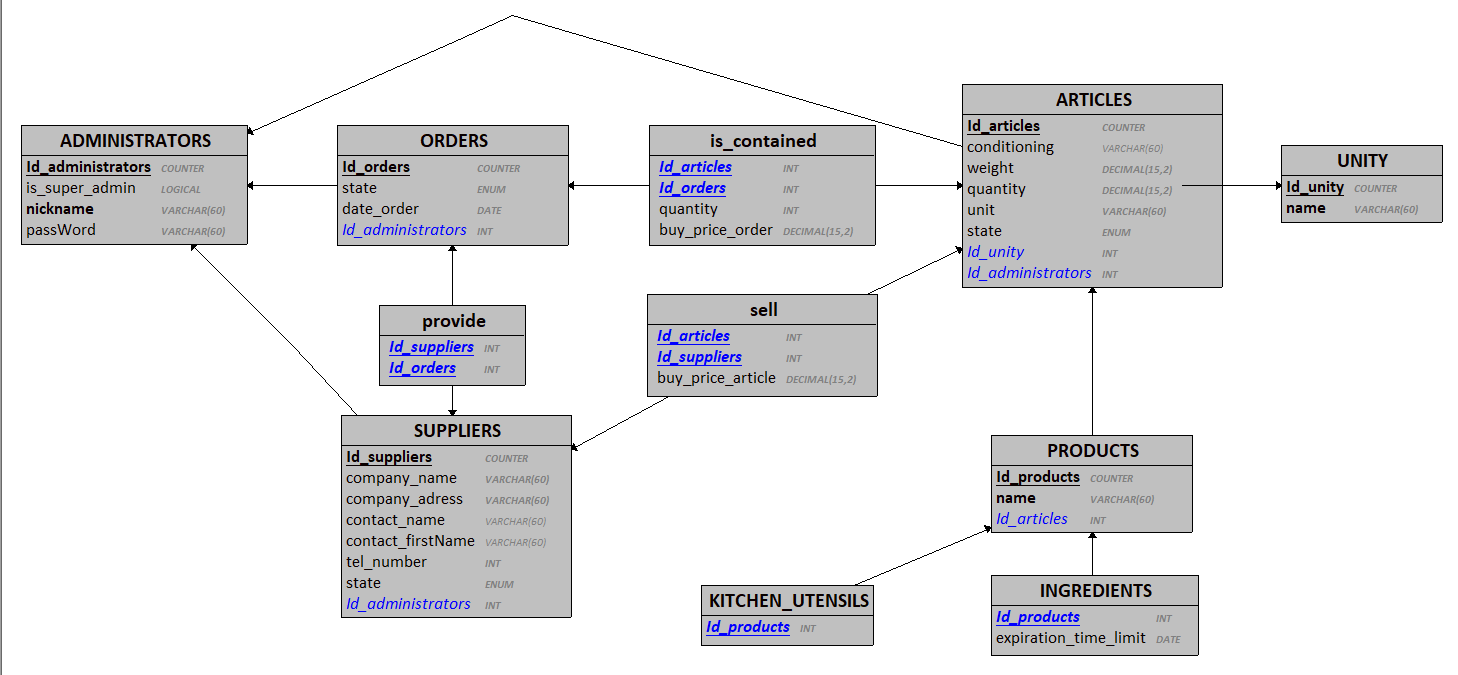 ADMINISTRATORS
Id_administrators COUNTER
is_super_admin LOGICAL
nickname VARCHAR(60)
passWord VARCHAR(60)
ORDERS
Id_orders COUNTER
state ENUM
date_order DATE
Id_administrators INT
is_contained
Id_articles INT
Id_orders INT
quantity INT
buy_price_order DECIMAL(15,2)
ARTICLES
Id_articles COUNTER
conditioning VARCHAR(60)
weight DECIMAL(15,2)
quantity DECIMAL(15,2)
unit VARCHAR(60)
state ENUM
Id_unity INT
Id_administrators INT
UNITY
Id_unity COUNTER
name VARCHAR(60)
provide
Id_suppliers INT
Id_orders INT
sell
Id_articles INT
Id_suppliers INT
buy_price_article DECIMAL(15,2)
SUPPLIERS
Id_suppliers COUNTER
company_name VARCHAR(60)
company_adress VARCHAR(60)
contact_name VARCHAR(60)
contact_firstName VARCHAR(60)
tel_number INT
state ENUM
Id_administrators INT
PRODUCTS
Id_products COUNTER
name VARCHAR(60)
Id_articles INT
KITCHEN_UTENSILS
Id_products INT
INGREDIENTS
Id_products INT
expiration_time_limit DATE